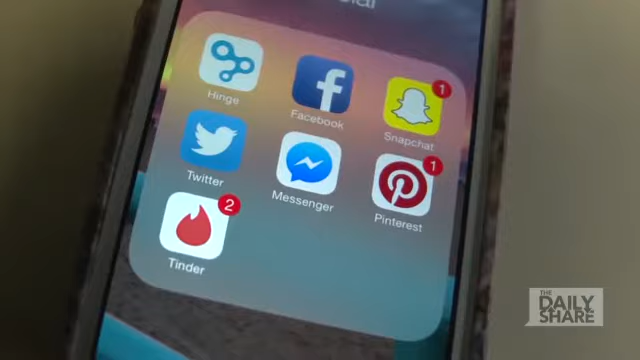 Hinge
Facebook
1
Snapchat
Twitter
Messenger
1
Pinterest
2
Tinder
THE
DAILY
SHARE